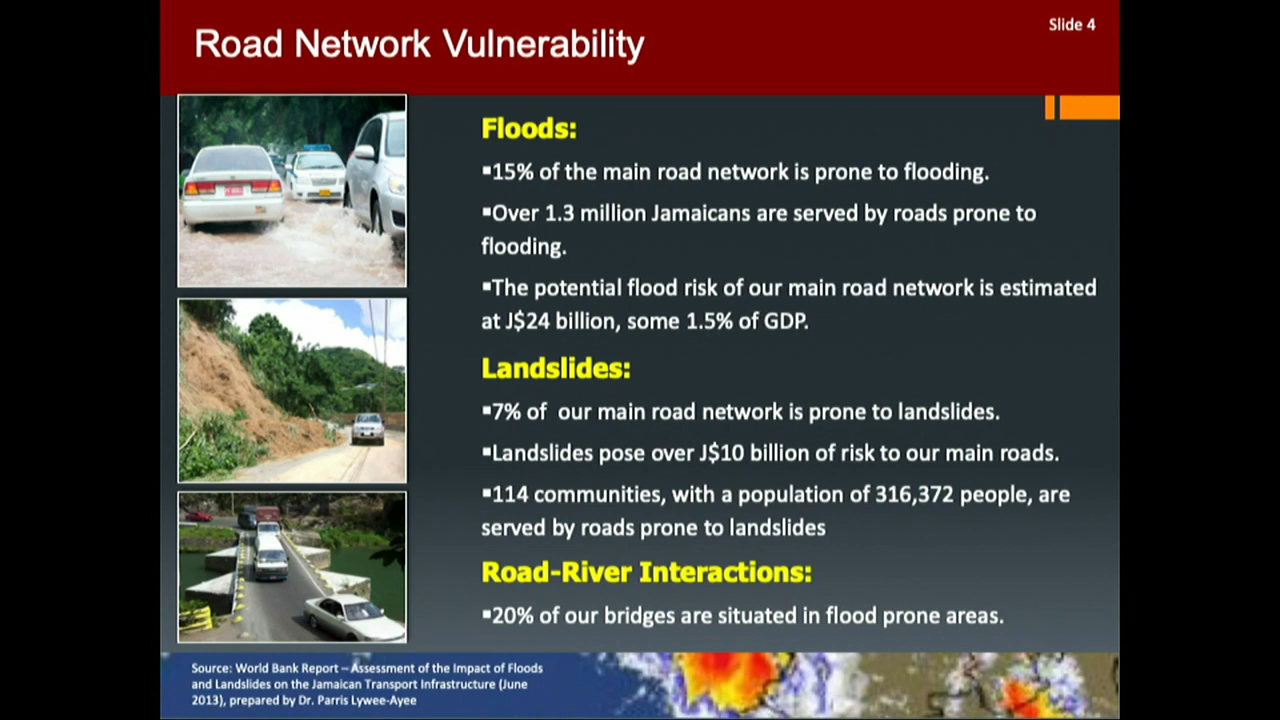 Road Network Vulnerability
Slide 4
Floods:
▪15% of the main road network is prone to flooding.
▪Over 1.3 million Jamaicans are served by roads prone to
flooding.
▪The potential flood risk of our main road network is estimated
at J$24 billion, some 1.5% of GDP.
Landslides:
▪7% of  our main road network is prone to landslides.
▪Landslides pose over J$10 billion of risk to our main roads.
▪114 communities, with a population of 316,372 people, are
served by roads prone to landslides
Road-River Interactions:
▪20% of our bridges are situated in flood prone areas.
Source: World Bank Report – Assessment of the Impact of Floods
and Landslides on the Jamaican Transport Infrastructure (June
2013), prepared by Dr. Parris Lywee-Ayee